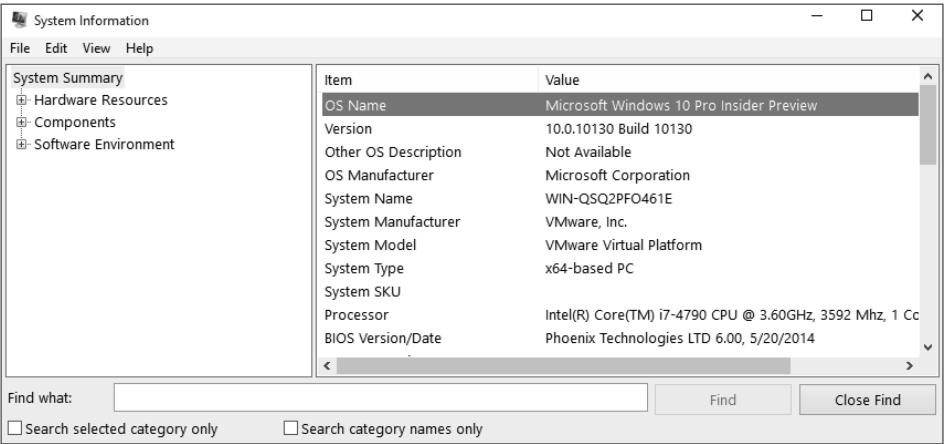 System Information
File Edit View Help
System Summary
Hardware Resources
Components
Software Environment
Item Value
OS Name Microsoft Windows 10 Pro Insider Preview
Version 10.0.10130 Build 10130
Other OS Description Not Available
OS Manufacturer Microsoft Corporation
System Name WIN-QSQ2PFO461E
System Manufacturer VMware, Inc.
System Model VMware Virtual Platform
System Type x64-based PC
System SKU
Processor Intel(R) Core(TM) i7-4790 CPU @ 3.60GHz, 3592 Mhz, 1 Cc
BIOS Version/Date Phoenix Technologies LTD 6.00, 5/20/2014
Find what: Find Close Find
Search selected category only Search category names only